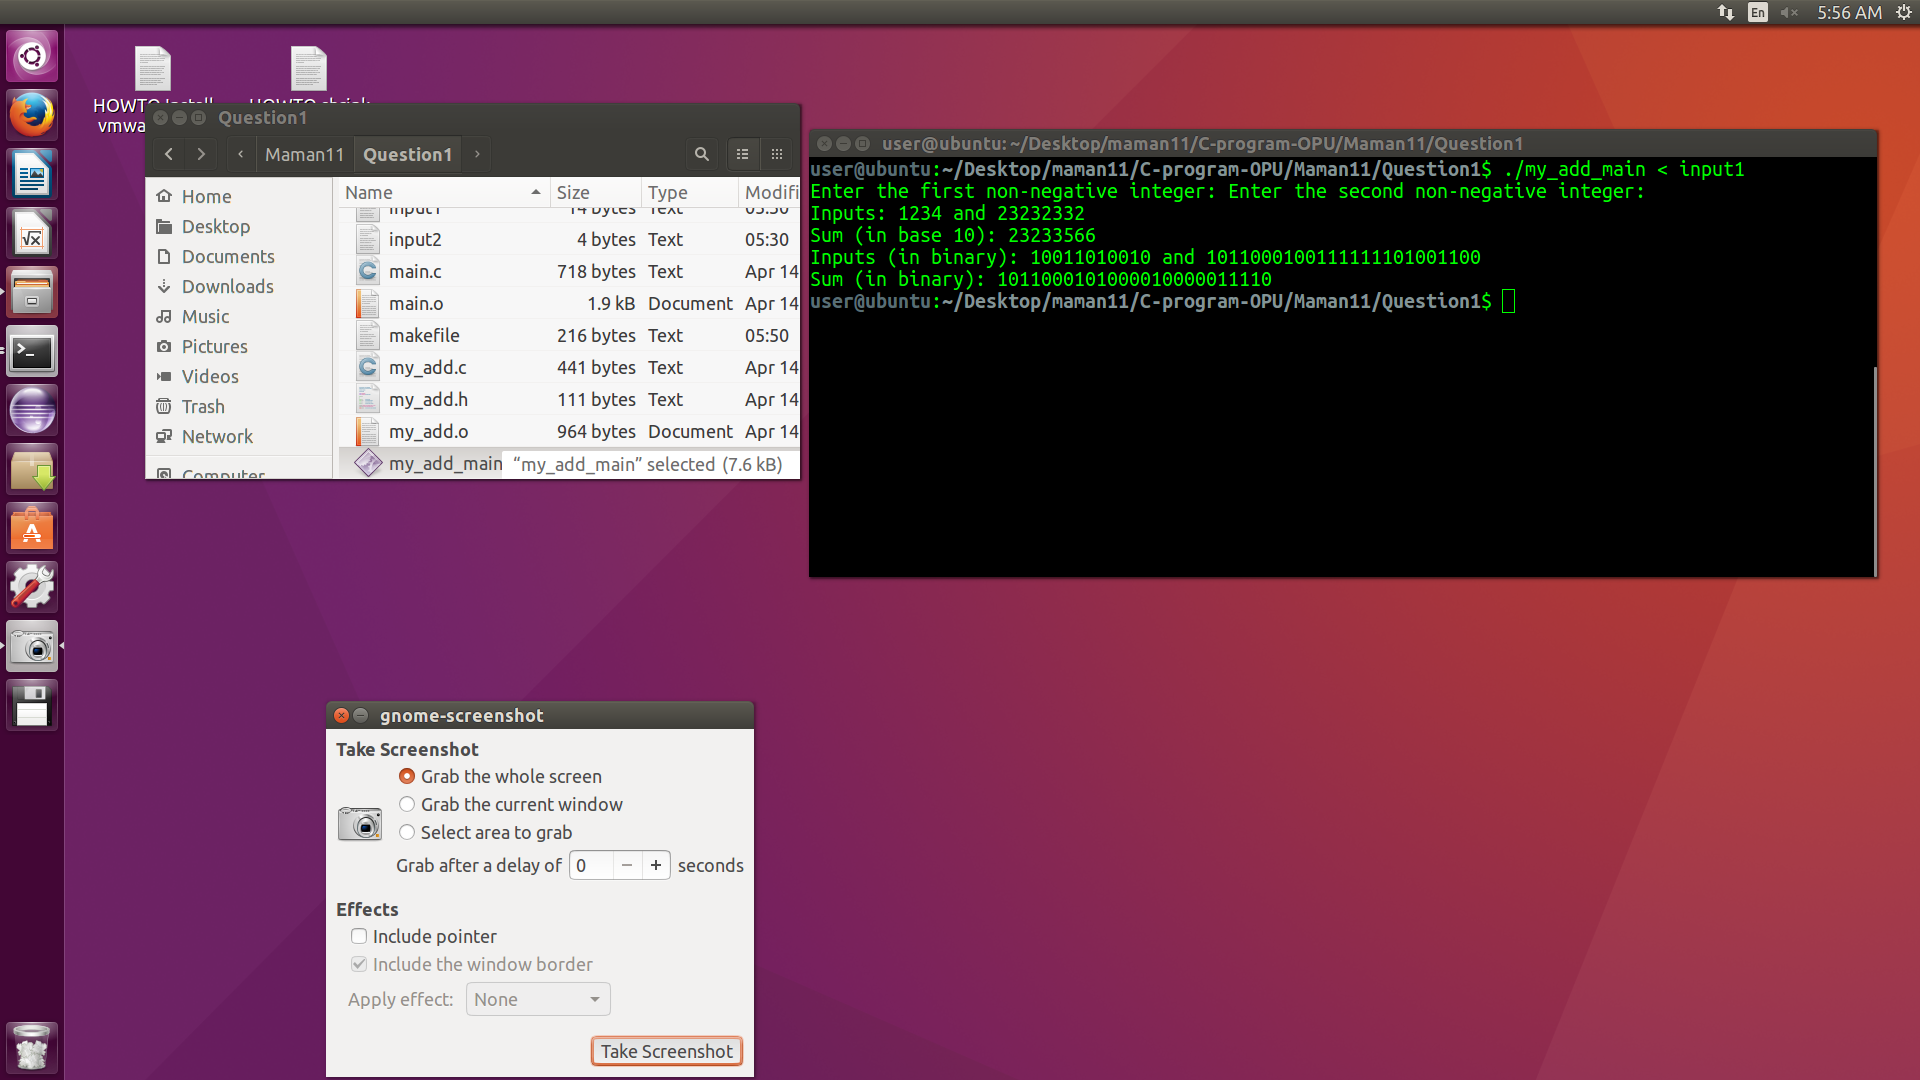 En
5:56 AM
HOWTO Install
vmwa
HOWTO shrink
Question1
Maman11
Question1
Home
Desktop
Documents
Downloads
Music
Pictures
Videos
Trash
Network
Computer
Name Size Type Modifi
input1 14 bytes Text 05:30
input2 4 bytes Text 05:30
main.c 718 bytes Text Apr 14
main.o 1.9 kB Document Apr 14
makefile 216 bytes Text 05:50
my_add.c 441 bytes Text Apr 14
my_add.h 111 bytes Text Apr 14
my_add.o 964 bytes Document Apr 14
my_add_main
“my_add_main” selected (7.6 kB)
user@ubuntu: ~/Desktop/maman11/C-program-OPU/Maman11/Question1
user@ubuntu:~/Desktop/maman11/C-program-OPU/Maman11/Question1$ ./my_add_main < input1
Enter the first non-negative integer: Enter the second non-negative integer:
Inputs: 1234 and 23232332
Sum (in base 10): 23233566
Inputs (in binary): 10011010010 and 1011000100111111101001100
Sum (in binary): 1011000101000010000011110
user@ubuntu:~/Desktop/maman11/C-program-OPU/Maman11/Question1$
gnome-screenshot
Take Screenshot
Grab the whole screen
Grab the current window
Select area to grab
Grab after a delay of 0 − + seconds
Effects
Include pointer
Include the window border
Apply effect: None
Take Screenshot